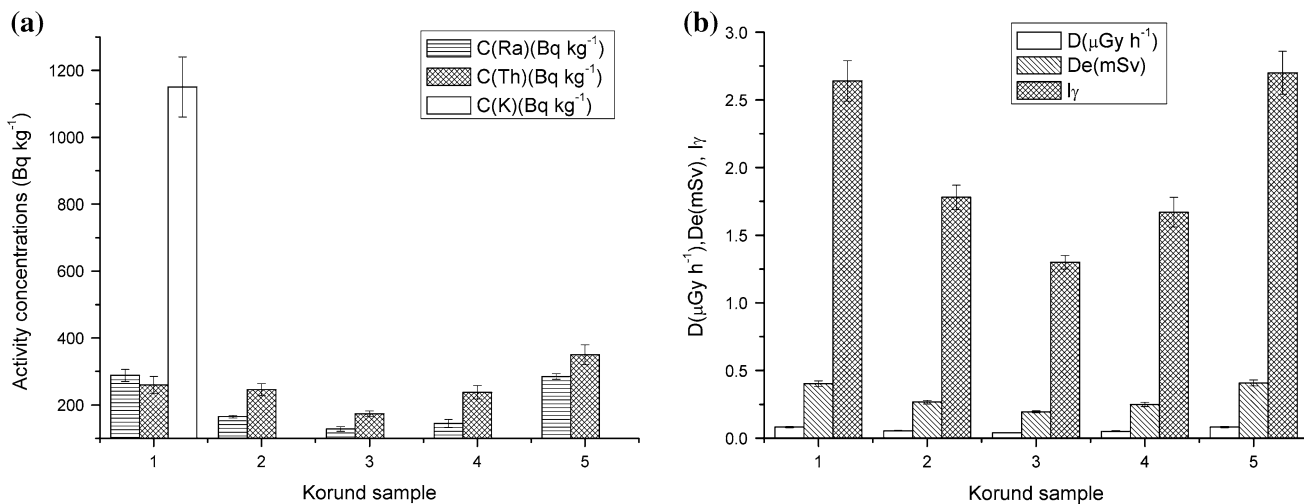 (a)
C(Ra)(Bq kg⁻¹)
C(Th)(Bq kg⁻¹)
C(K)(Bq kg⁻¹)
Activity concentrations (Bq kg⁻¹)
1200
1000
800
600
400
200
1 2 3 4 5
Korund sample
(b)
D(μGy h⁻¹)
De(mSv)
Iγ
D(μGy h⁻¹),De(mSv), Iγ
3.0
2.5
2.0
1.5
1.0
0.5
0.0
1 2 3 4 5
Korund sample